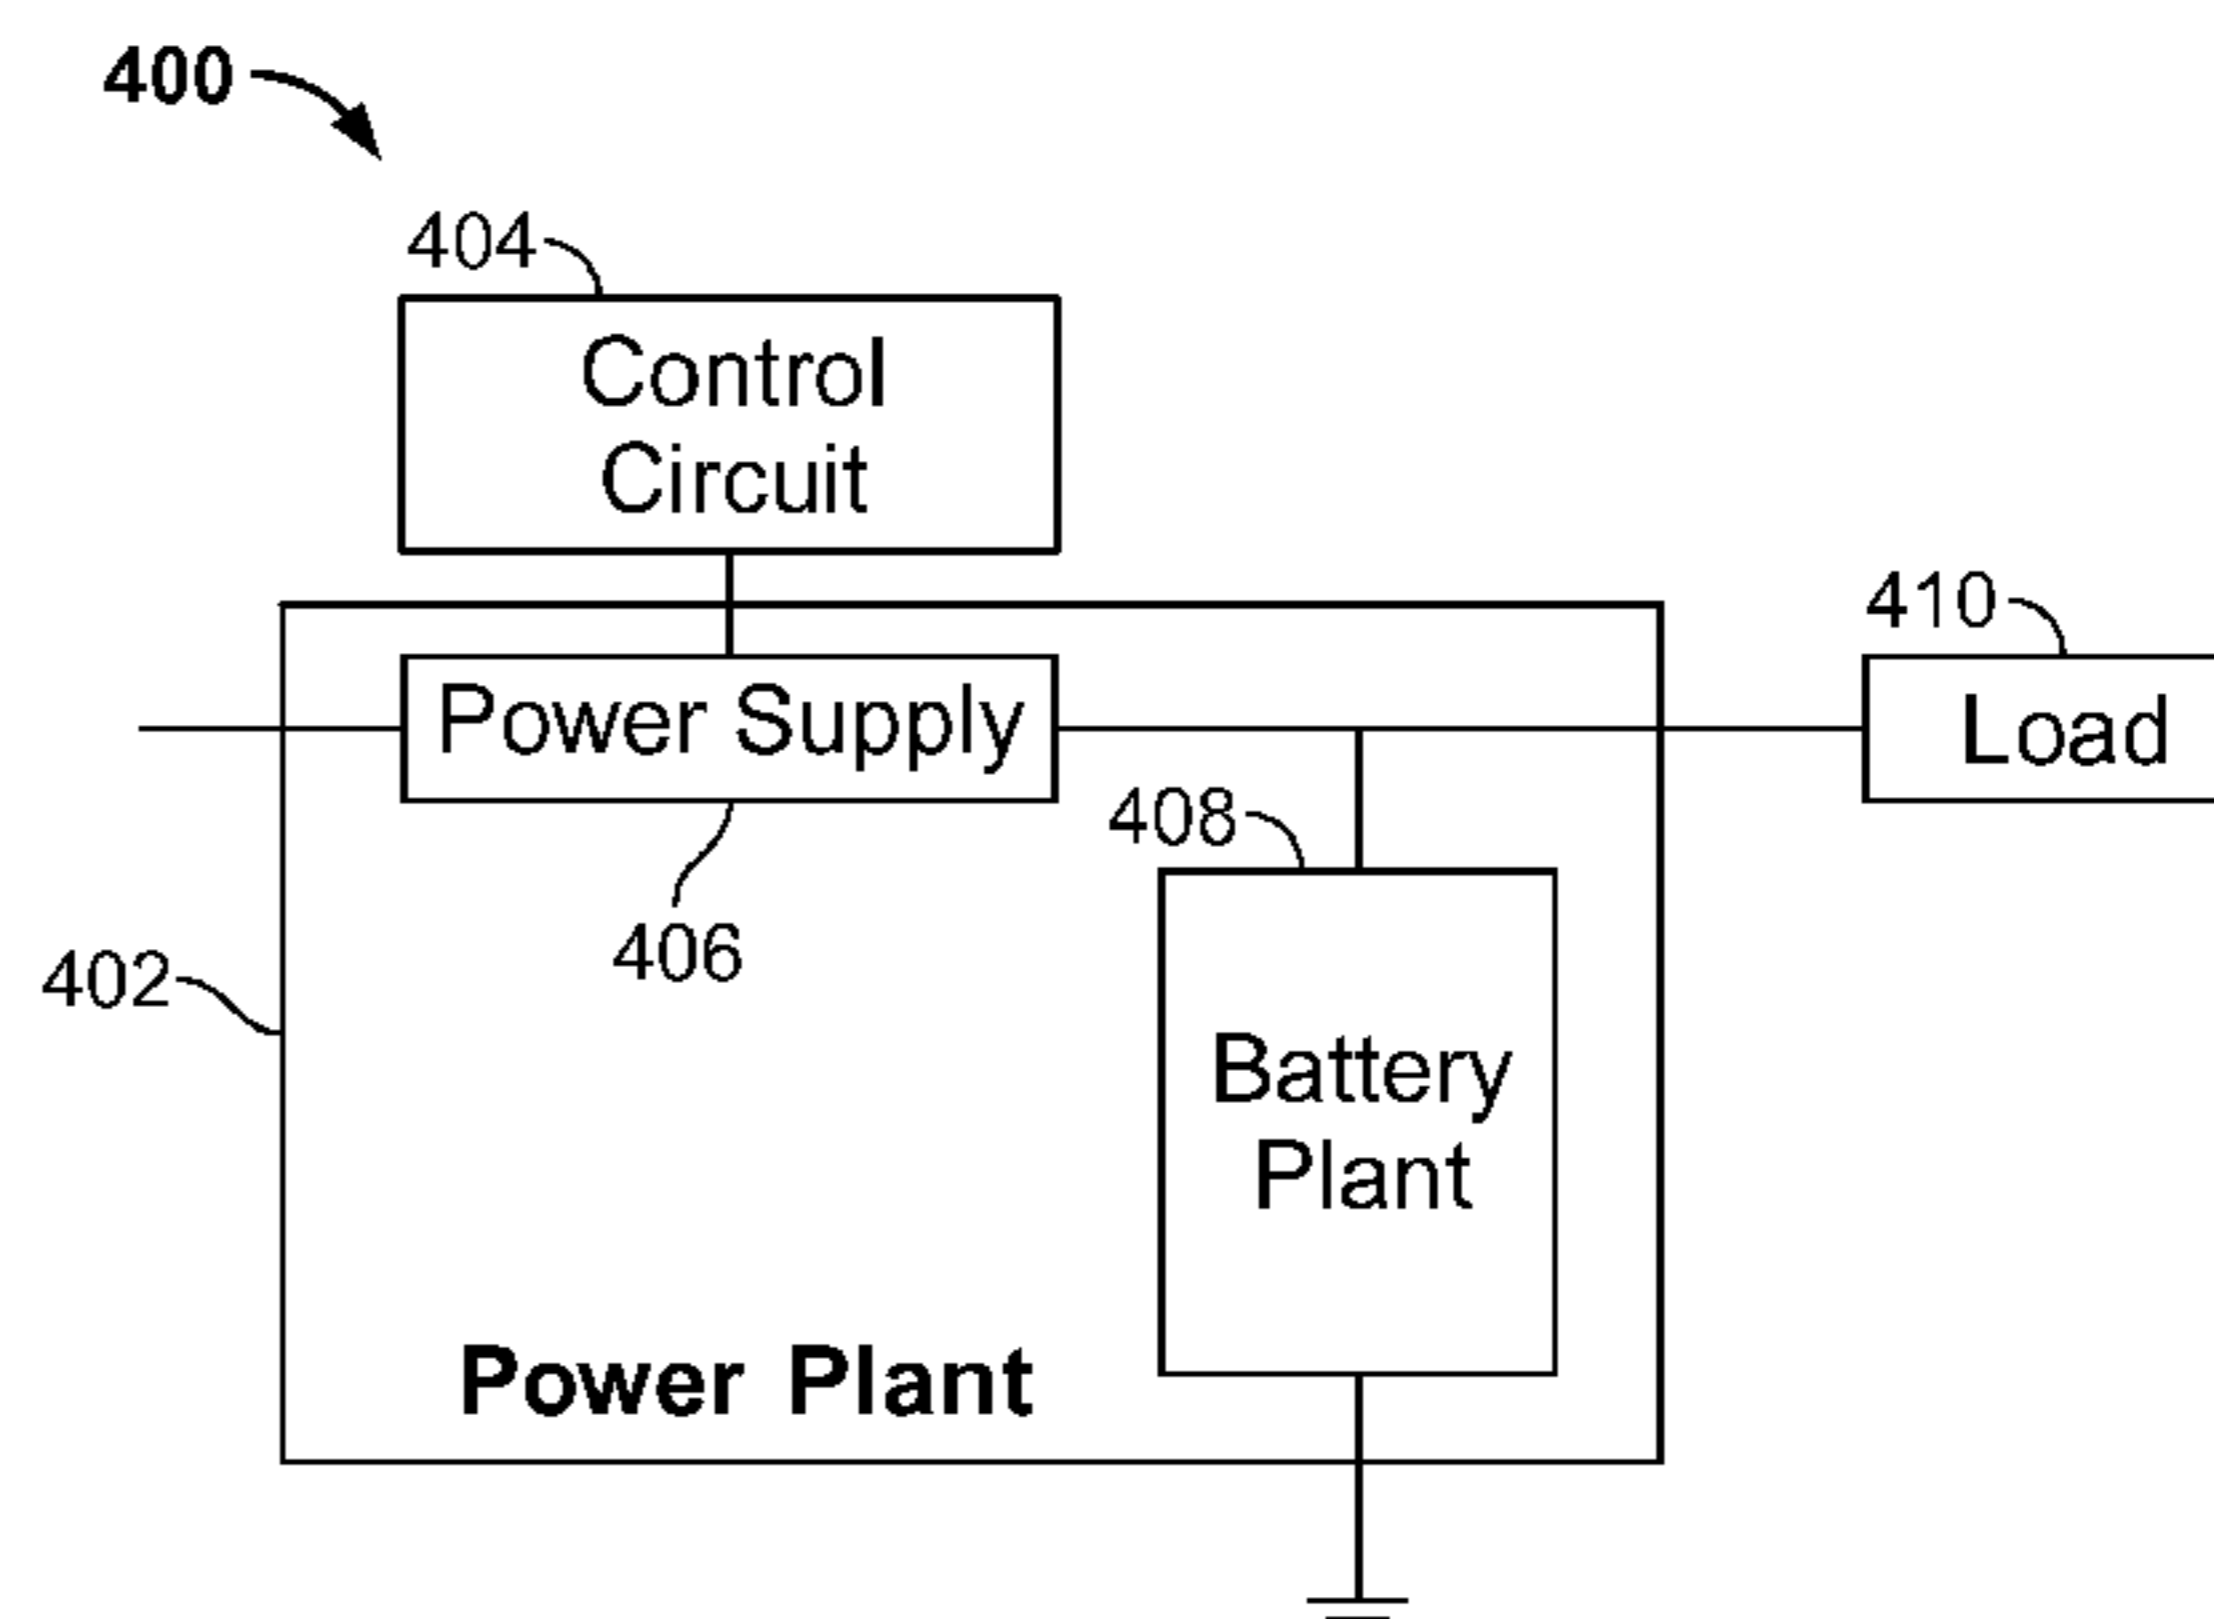 400
404
Control
Circuit
410
Power Supply
Load
408
406
402
Battery
Plant
Power Plant